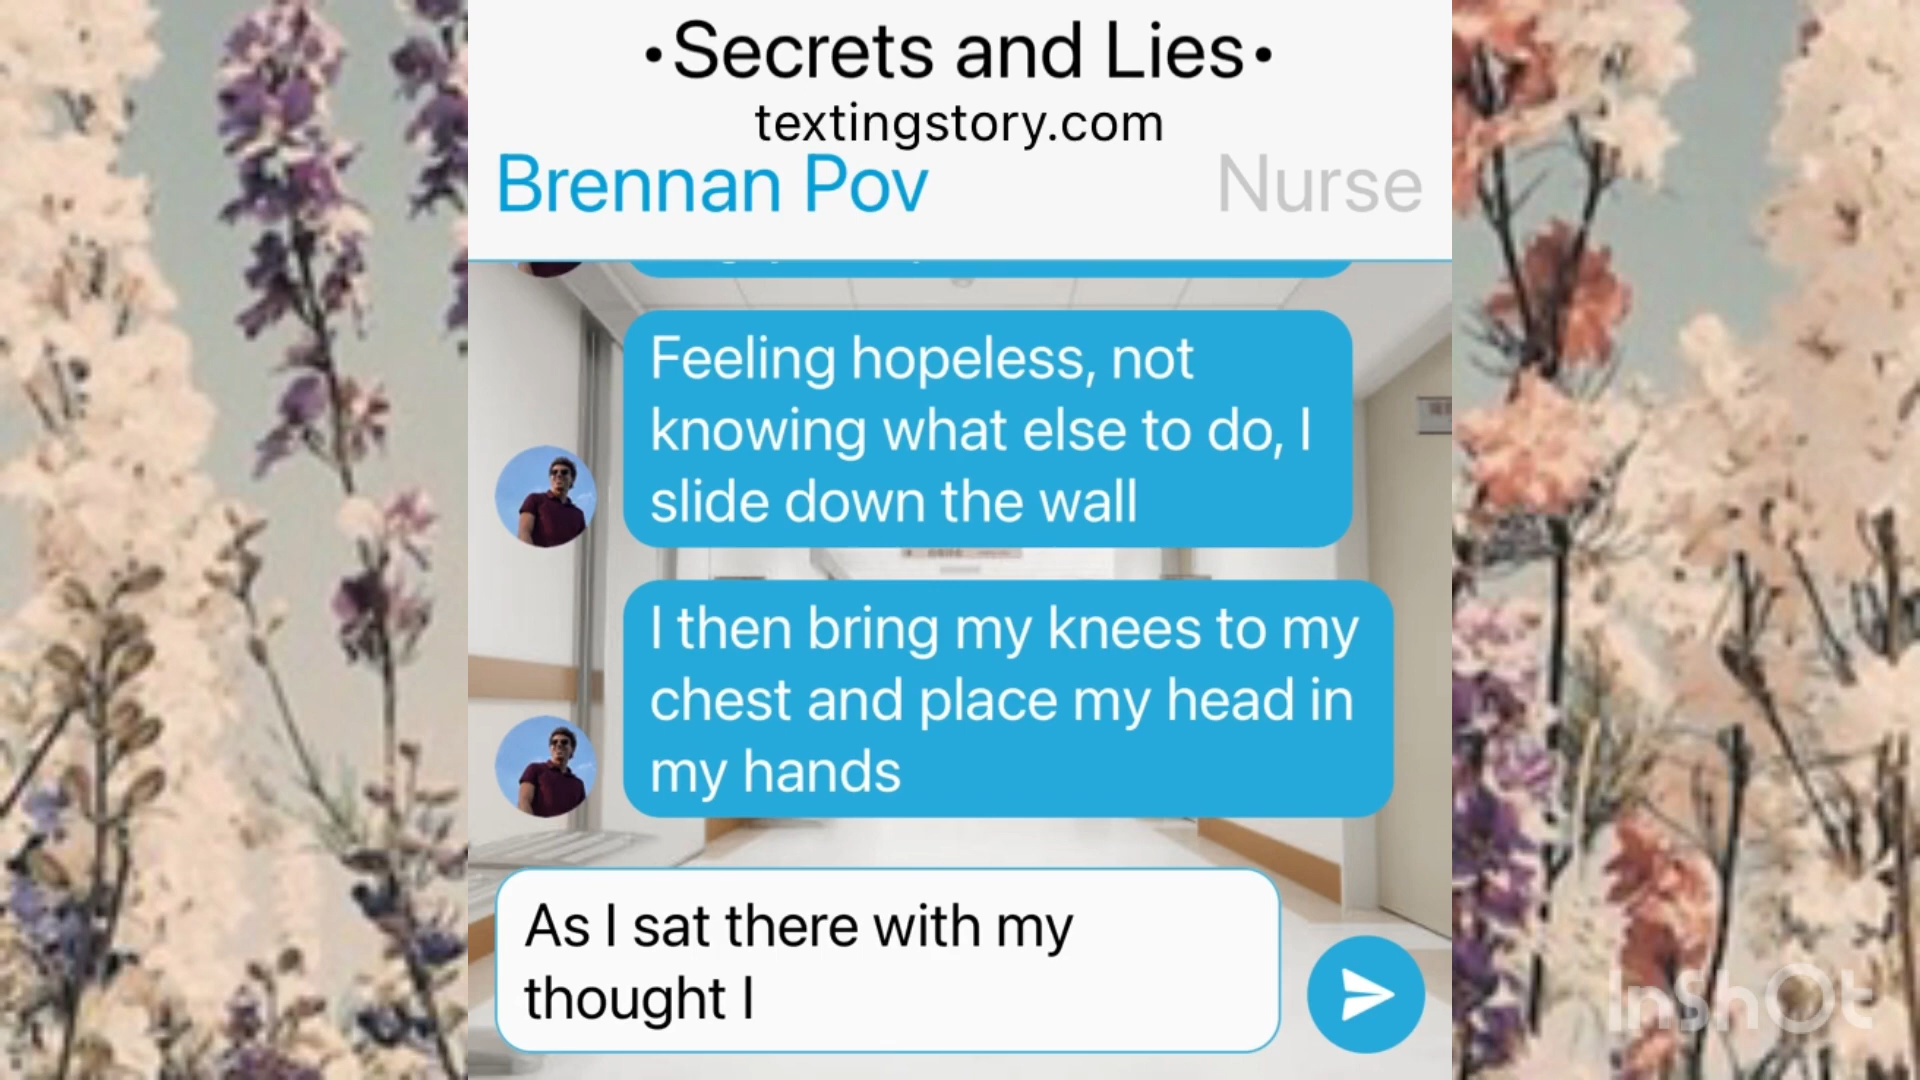 •Secrets and Lies•
textingstory.com
Brennan Pov
Nurse
Feeling hopeless, not
knowing what else to do, I
slide down the wall
I then bring my knees to my
chest and place my head in
my hands
As I sat there with my
thought I
InShOt